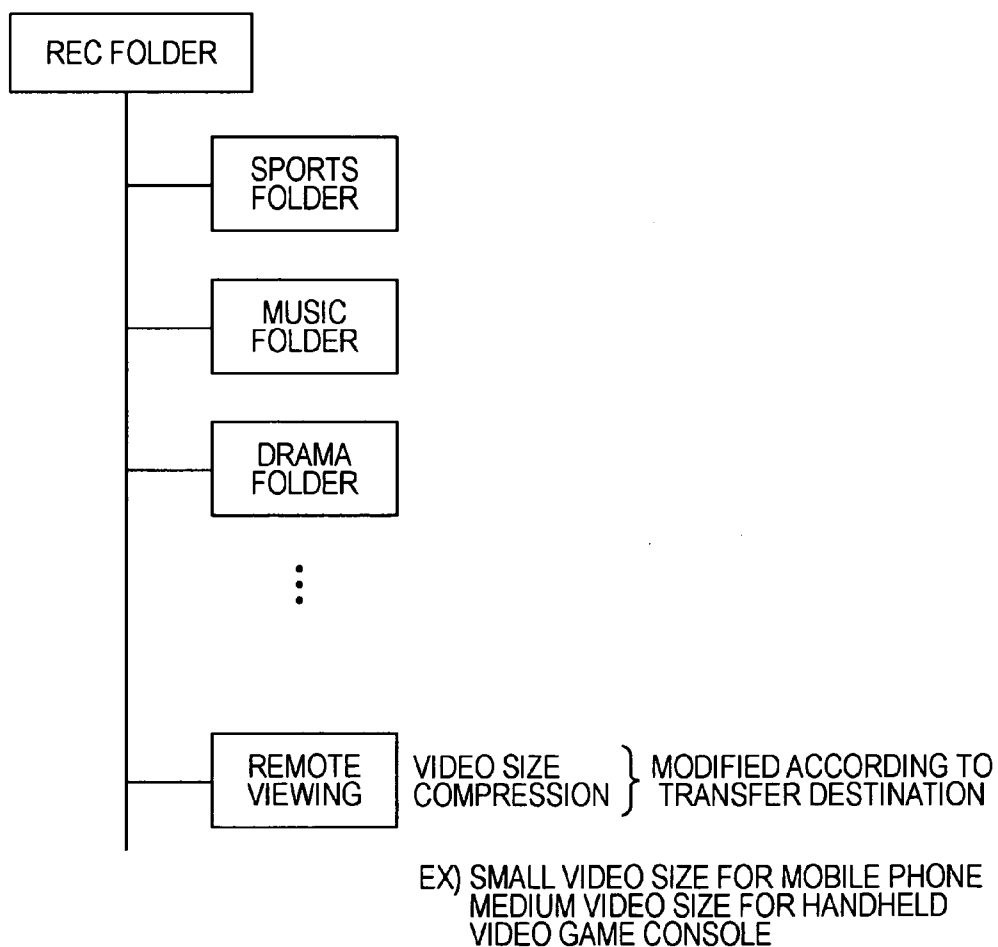 REC FOLDER
SPORTS
FOLDER
MUSIC
FOLDER
DRAMA
FOLDER
REMOTE
VIEWING
VIDEO SIZE
COMPRESSION
MODIFIED ACCORDING TO
TRANSFER DESTINATION
EX) SMALL VIDEO SIZE FOR MOBILE PHONE
MEDIUM VIDEO SIZE FOR HANDHELD
VIDEO GAME CONSOLE